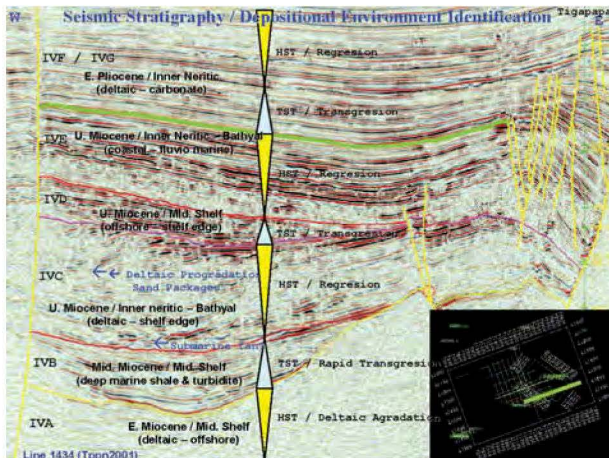 W
Seismic Stratigraphy / Depositional Environment Identification
E
IVF / IVG
HST / Regresion
E. Pliocene / Inner Neritic
(deltaic – carbonate)
TST / Transgresion
IVE
U. Miocene / Inner Neritic – Bathyal
(coastal – fluvio marine)
HST / Regresion
IVD
U. Miocene / Mid. Shelf
(offshore – shelf edge)
TST / Transgresion
IVC
← ← Deltaic Progradation
Sand Packages
HST / Regresion
U. Miocene / Inner neritic – Bathyal
(deltaic – shelf edge)
← Submarine fan
IVB
Mid. Miocene / Mid. Shelf
(deep marine shale & turbidite)
TST / Rapid Transgresion
IVA
E. Miocene / Mid. Shelf
(deltaic – offshore)
HST / Deltaic Agradation